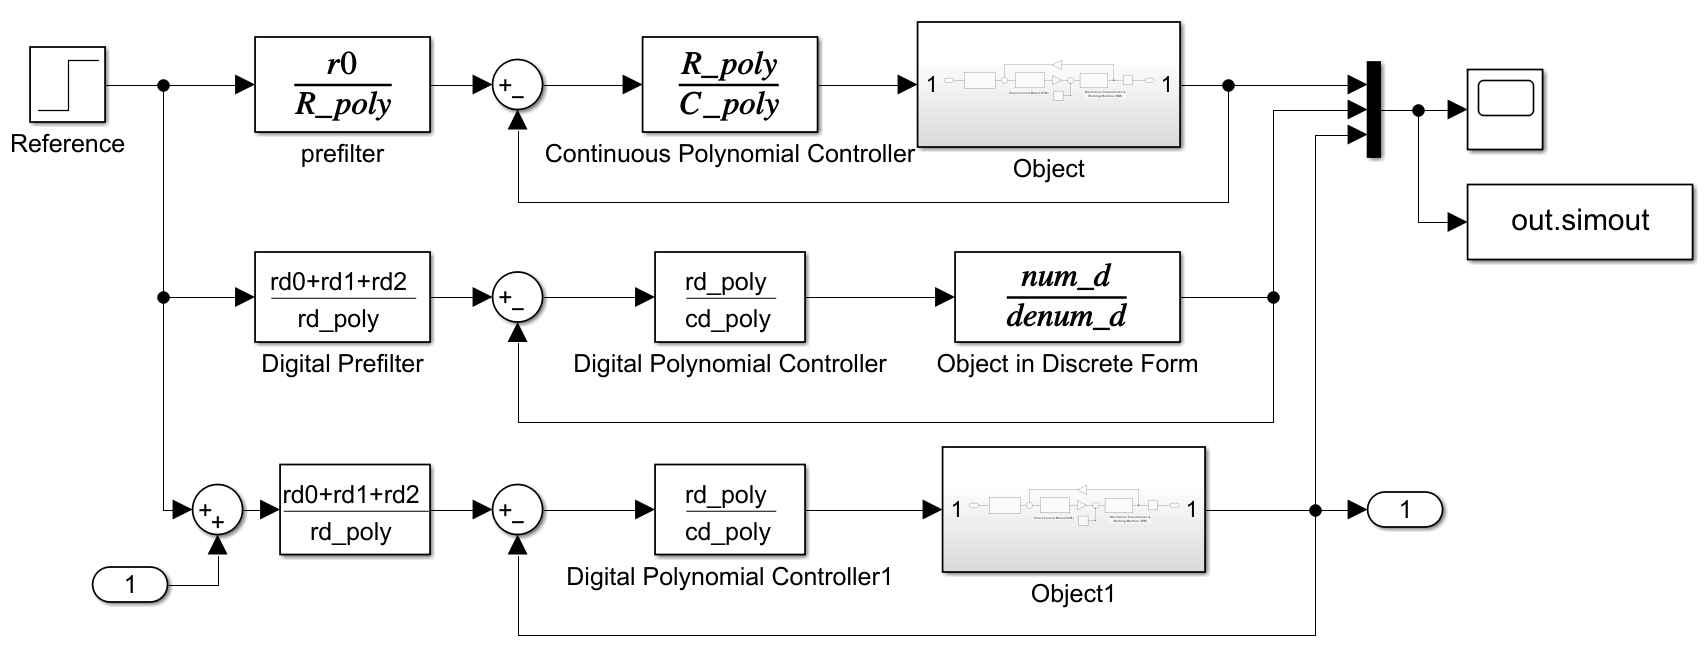 Reference
r0
R_poly
prefilter
+
−
R_poly
C_poly
Continuous Polynomial Controller
1
1
Object
out.simout
rd0+rd1+rd2
rd_poly
Digital Prefilter
+
−
rd_poly
cd_poly
Digital Polynomial Controller
num_d
denum_d
Object in Discrete Form
+
+
1
rd0+rd1+rd2
rd_poly
+
−
rd_poly
cd_poly
Digital Polynomial Controller1
1
1
Object1
1